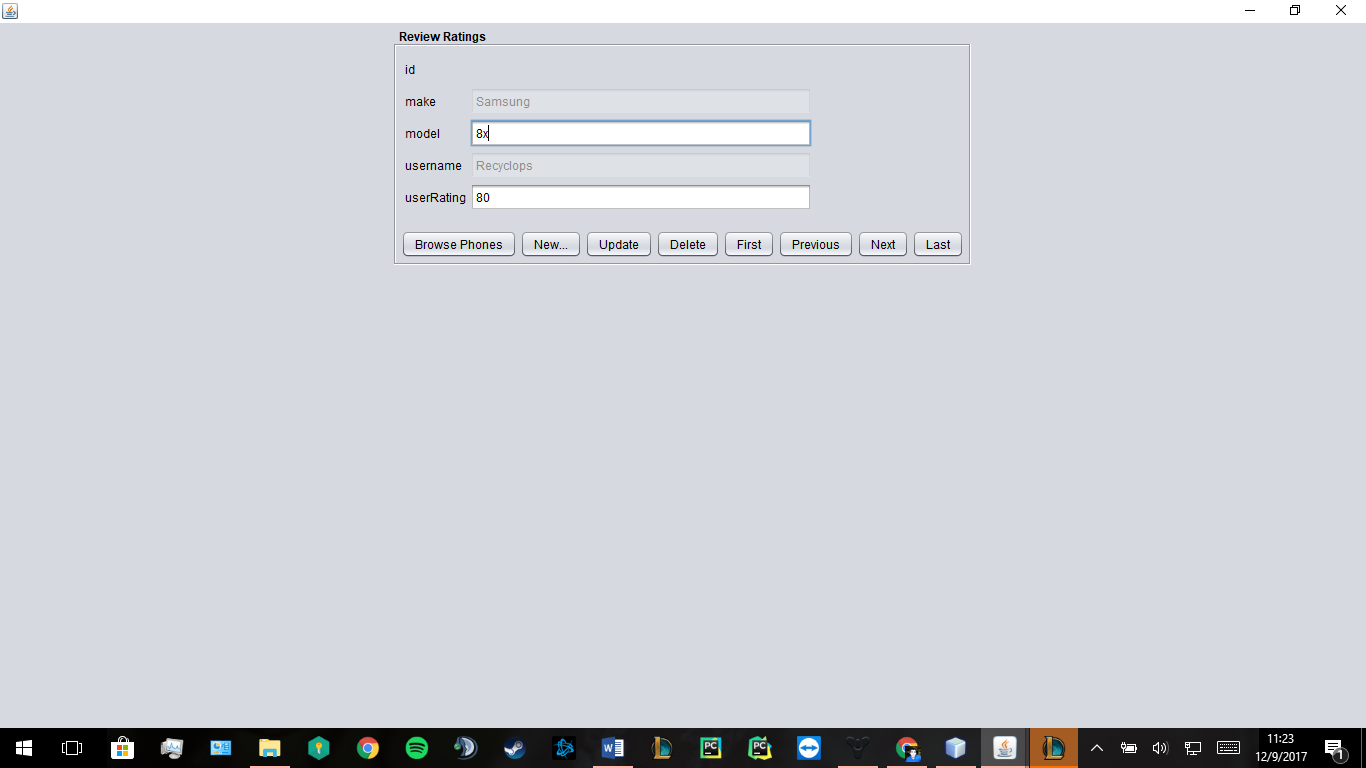 Review Ratings
id
make Samsung
model 8x
username Recyclops
userRating 80
Browse Phones New... Update Delete First Previous Next Last
W PC PC 11:23
12/9/2017 1